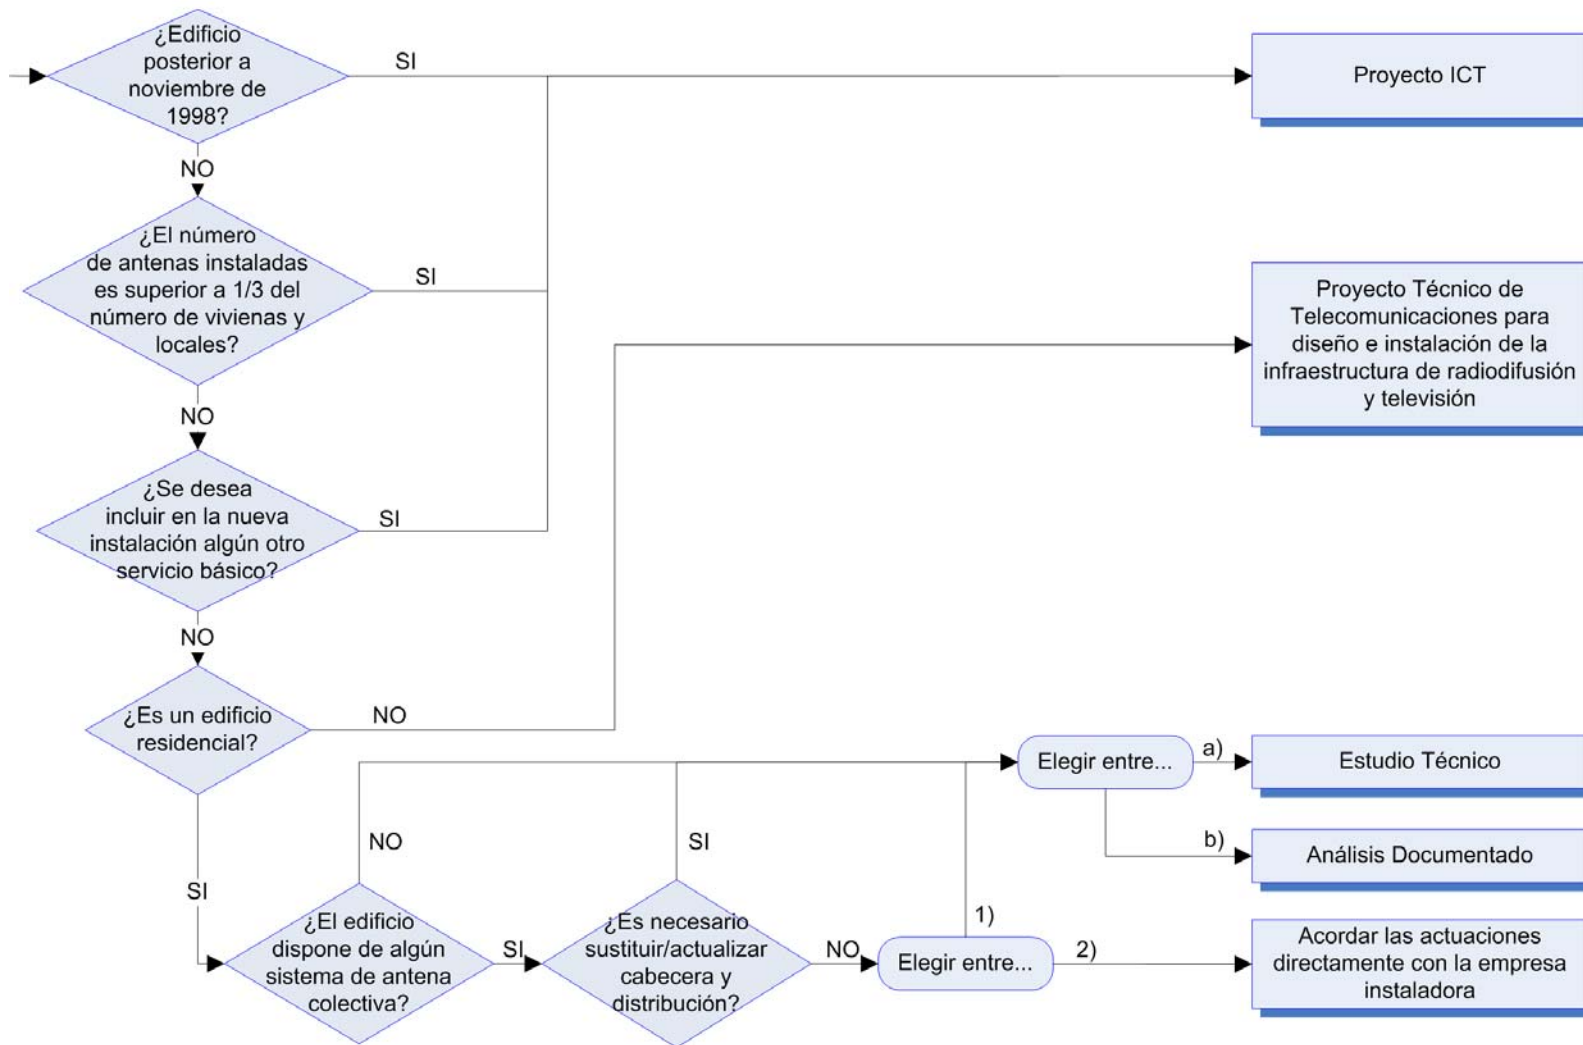 ¿Edificio
posterior a
noviembre de
1998?
SI
Proyecto ICT
NO
¿El número
de antenas instaladas
es superior a 1/3 del
número de vivienas y
locales?
SI
Proyecto Técnico de
Telecomunicaciones para
diseño e instalación de la
infraestructura de radiodifusión
y televisión
NO
¿Se desea
incluir en la nueva
instalación algún otro
servicio básico?
SI
NO
¿Es un edificio
residencial?
NO
Elegir entre...
a)
Estudio Técnico
b)
Análisis Documentado
SI
NO
SI
¿El edificio
dispone de algún
sistema de antena
colectiva?
SI
¿Es necesario
sustituir/actualizar
cabecera y
distribución?
NO
1)
Elegir entre...
2)
Acordar las actuaciones
directamente con la empresa
instaladora